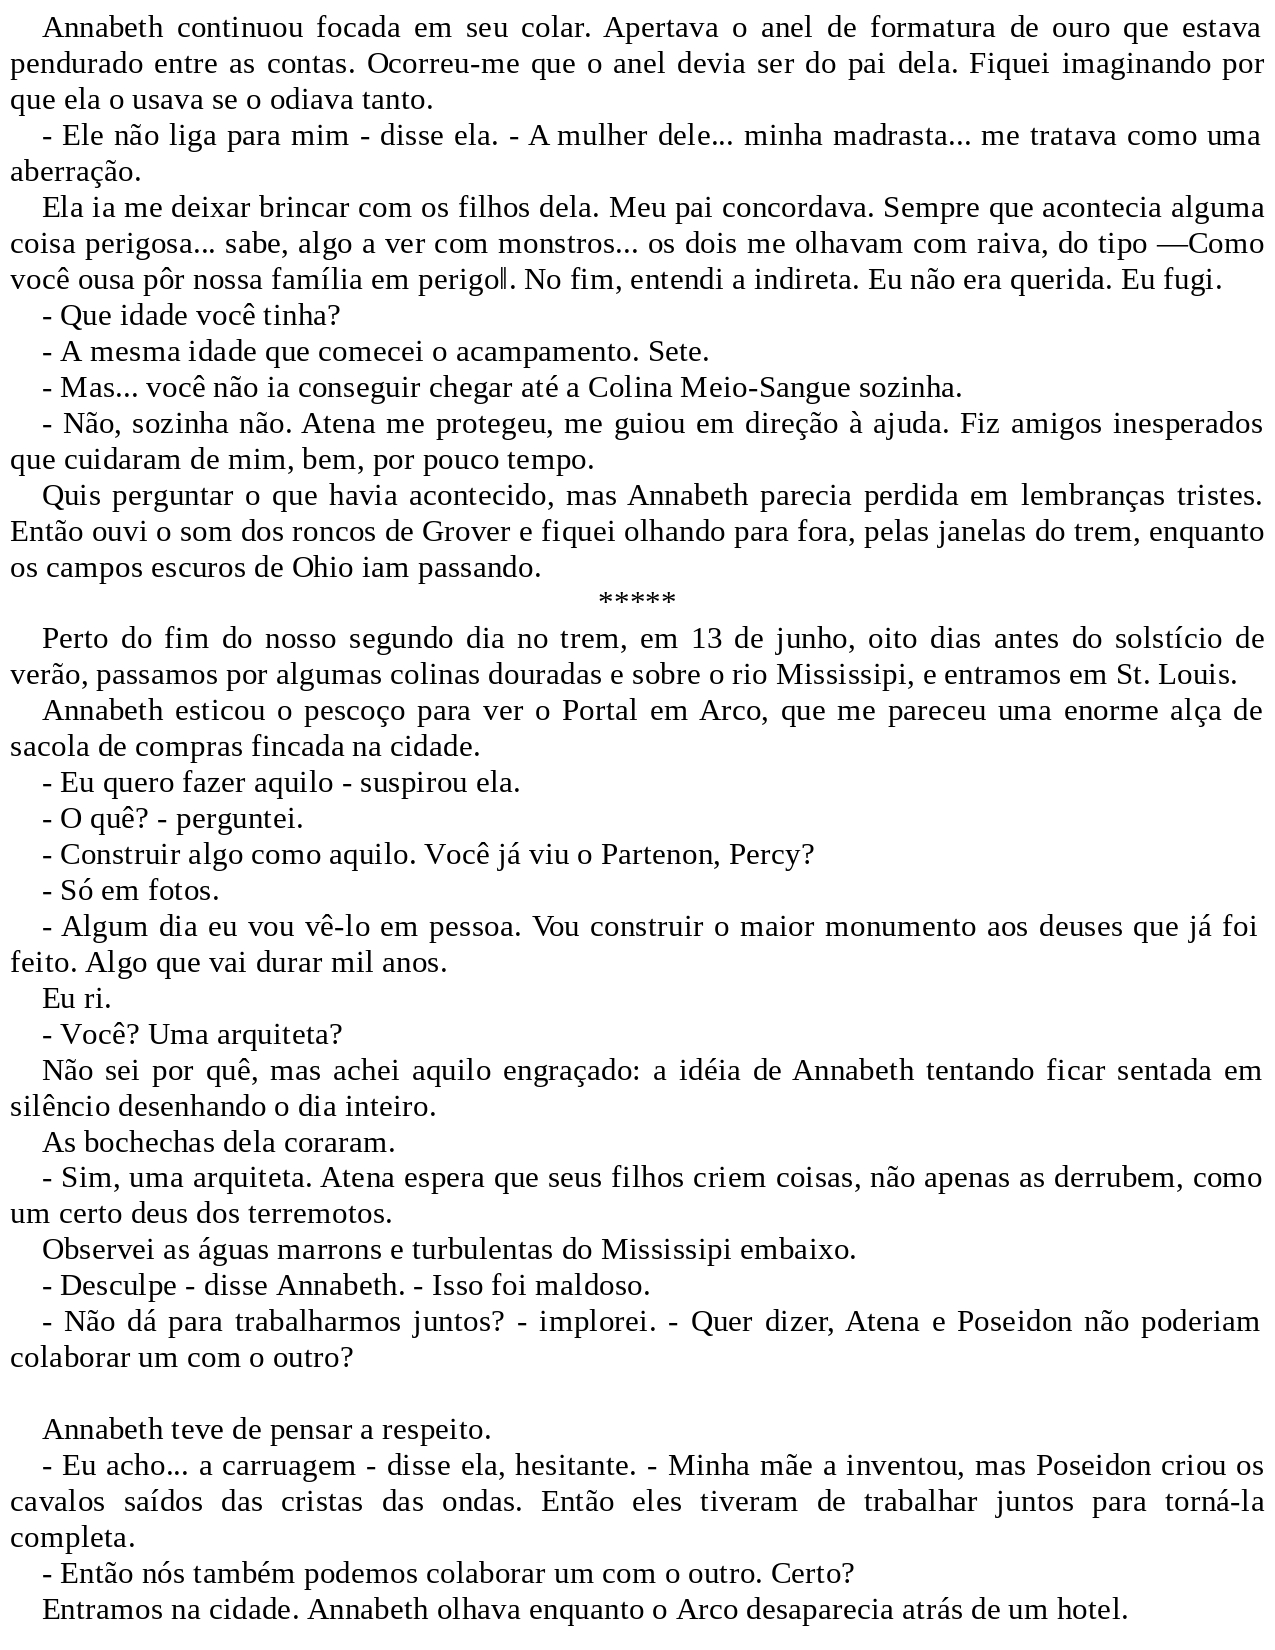 Annabeth continuou focada em seu colar. Apertava o anel de formatura de ouro que estava
pendurado entre as contas. Ocorreu-me que o anel devia ser do pai dela. Fiquei imaginando por
que ela o usava se o odiava tanto.
- Ele não liga para mim - disse ela. - A mulher dele... minha madrasta... me tratava como uma
aberração.
Ela ia me deixar brincar com os filhos dela. Meu pai concordava. Sempre que acontecia alguma
coisa perigosa... sabe, algo a ver com monstros... os dois me olhavam com raiva, do tipo ―Como
você ousa pôr nossa família em perigo‖. No fim, entendi a indireta. Eu não era querida. Eu fugi.
- Que idade você tinha?
- A mesma idade que comecei o acampamento. Sete.
- Mas... você não ia conseguir chegar até a Colina Meio-Sangue sozinha.
- Não, sozinha não. Atena me protegeu, me guiou em direção à ajuda. Fiz amigos inesperados
que cuidaram de mim, bem, por pouco tempo.
Quis perguntar o que havia acontecido, mas Annabeth parecia perdida em lembranças tristes.
Então ouvi o som dos roncos de Grover e fiquei olhando para fora, pelas janelas do trem, enquanto
os campos escuros de Ohio iam passando.
*****
Perto do fim do nosso segundo dia no trem, em 13 de junho, oito dias antes do solstício de
verão, passamos por algumas colinas douradas e sobre o rio Mississipi, e entramos em St. Louis.
Annabeth esticou o pescoço para ver o Portal em Arco, que me pareceu uma enorme alça de
sacola de compras fincada na cidade.
- Eu quero fazer aquilo - suspirou ela.
- O quê? - perguntei.
- Construir algo como aquilo. Você já viu o Partenon, Percy?
- Só em fotos.
- Algum dia eu vou vê-lo em pessoa. Vou construir o maior monumento aos deuses que já foi
feito. Algo que vai durar mil anos.
Eu ri.
- Você? Uma arquiteta?
Não sei por quê, mas achei aquilo engraçado: a idéia de Annabeth tentando ficar sentada em
silêncio desenhando o dia inteiro.
As bochechas dela coraram.
- Sim, uma arquiteta. Atena espera que seus filhos criem coisas, não apenas as derrubem, como
um certo deus dos terremotos.
Observei as águas marrons e turbulentas do Mississipi embaixo.
- Desculpe - disse Annabeth. - Isso foi maldoso.
- Não dá para trabalharmos juntos? - implorei. - Quer dizer, Atena e Poseidon não poderiam
colaborar um com o outro?
Annabeth teve de pensar a respeito.
- Eu acho... a carruagem - disse ela, hesitante. - Minha mãe a inventou, mas Poseidon criou os
cavalos saídos das cristas das ondas. Então eles tiveram de trabalhar juntos para torná-la
completa.
- Então nós também podemos colaborar um com o outro. Certo?
Entramos na cidade. Annabeth olhava enquanto o Arco desaparecia atrás de um hotel.